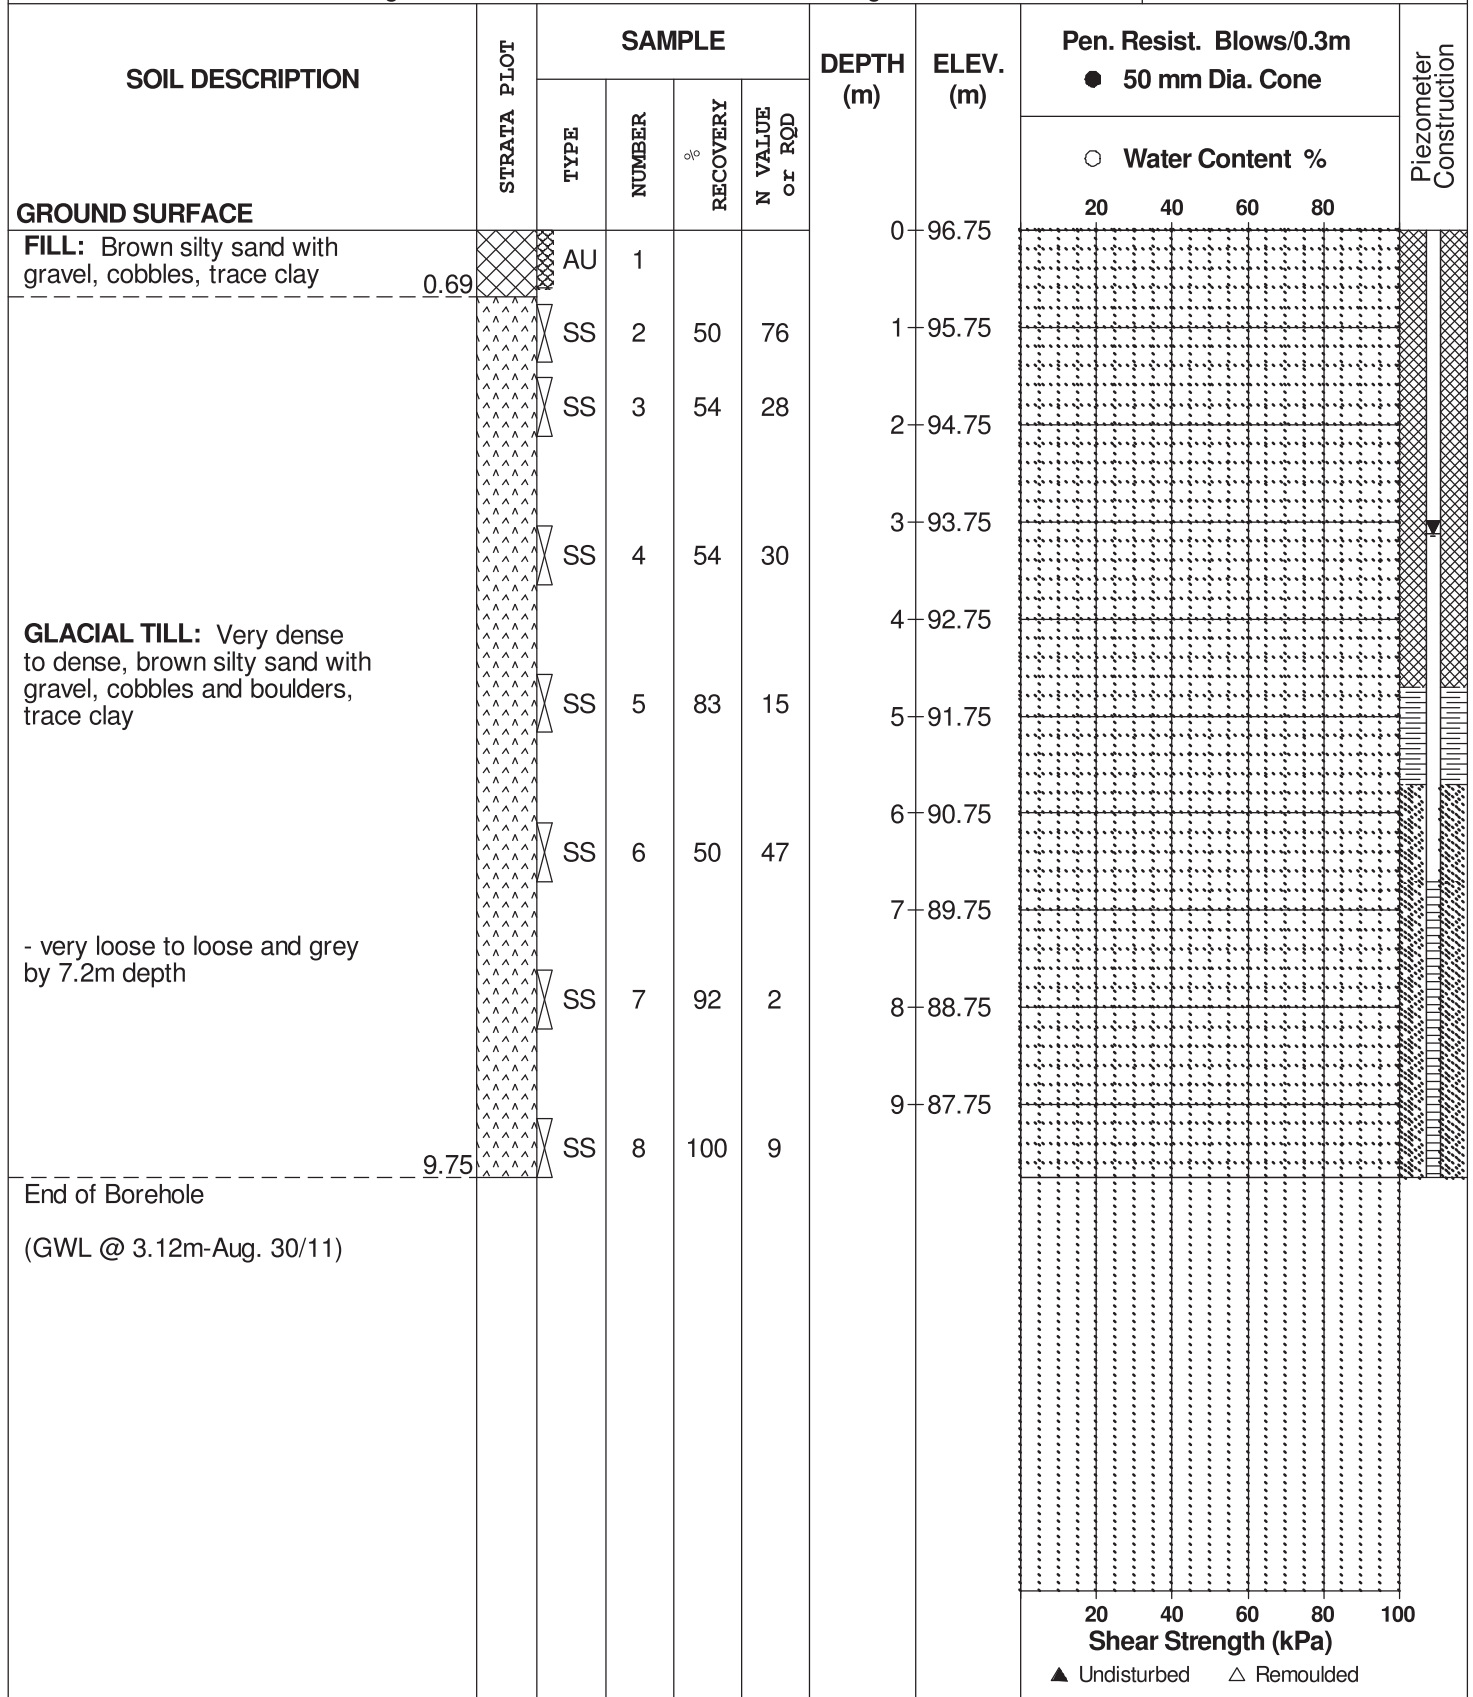 SOIL DESCRIPTION
STRATA PLOT
SAMPLE
TYPE
NUMBER
% RECOVERY
N VALUE or RQD
DEPTH (m)
ELEV. (m)
Pen. Resist. Blows/0.3m
● 50 mm Dia. Cone
○ Water Content %
20 40 60 80
Piezometer Construction
GROUND SURFACE
0 96.75
FILL: Brown silty sand with
gravel, cobbles, trace clay
0.69
AU 1
SS 2 50 76
1 95.75
SS 3 54 28
2 94.75
3 93.75
SS 4 54 30
4 92.75
GLACIAL TILL: Very dense
to dense, brown silty sand with
gravel, cobbles and boulders,
trace clay
SS 5 83 15
5 91.75
6 90.75
SS 6 50 47
7 89.75
- very loose to loose and grey
by 7.2m depth
SS 7 92 2
8 88.75
9 87.75
SS 8 100 9
9.75
End of Borehole
(GWL @ 3.12m-Aug. 30/11)
20 40 60 80 100
Shear Strength (kPa)
▲ Undisturbed △ Remoulded